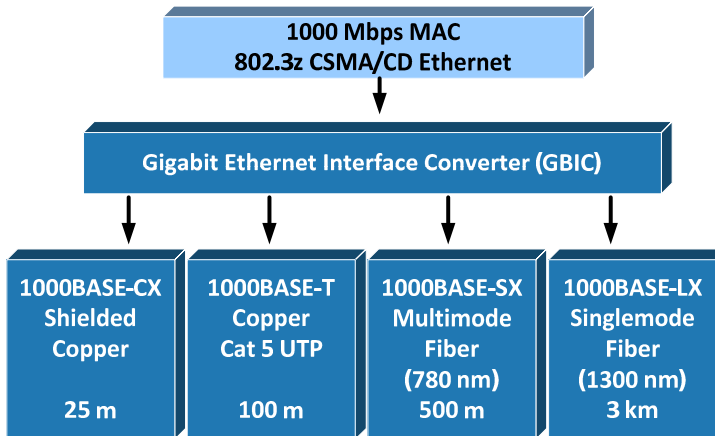 1000 Mbps MAC
802.3z CSMA/CD Ethernet
Gigabit Ethernet Interface Converter (GBIC)
1000BASE-CX
Shielded
Copper
25 m
1000BASE-T
Copper
Cat 5 UTP
100 m
1000BASE-SX
Multimode
Fiber
(780 nm)
500 m
1000BASE-LX
Singlemode
Fiber
(1300 nm)
3 km